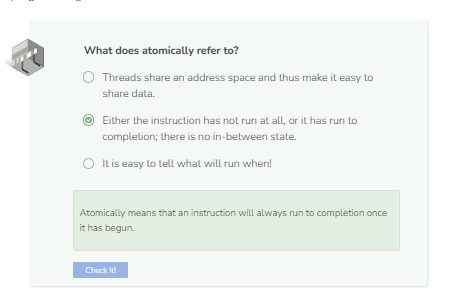 What does atomically refer to?
Threads share an address space and thus make it easy to
share data.
Either the instruction has not run at all, or it has run to
completion; there is no in-between state.
It is easy to tell what will run when!
Atomically means that an instruction will always run to completion once
it has begun.
Check It!